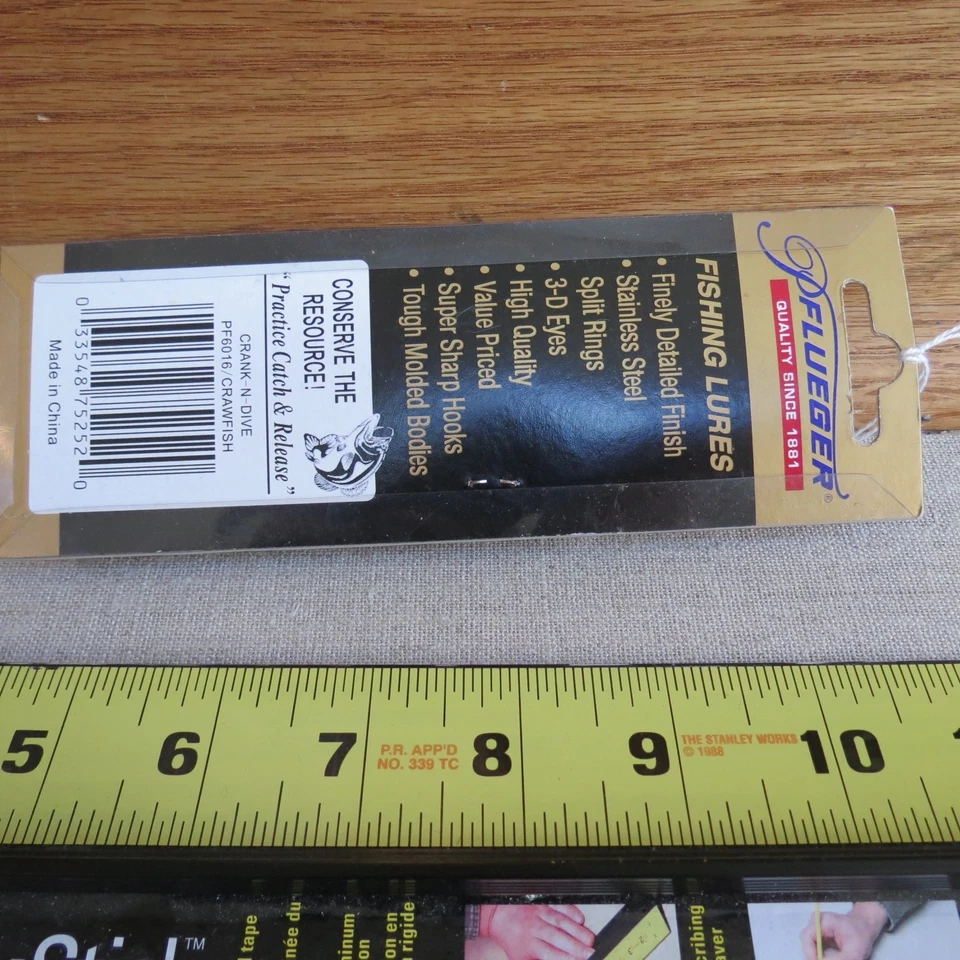 PFLUEGER®
QUALITY SINCE 1881
FISHING LURES
• Finely Detailed Finish
• Stainless Steel
Split Rings
• 3-D Eyes
• High Quality
• Value Priced
• Super Sharp Hooks
• Tough Molded Bodies
CONSERVE THE
RESOURCE!
"Practice Catch & Release"
CRANK-N-DIVE
PF6016/CRAWFISH
0 33548 75252 0
Made in China
5 6 7 8 9 10
P.R. APP'D
NO. 339 TC
THE STANLEY WORKS
© 1988
TM
tape